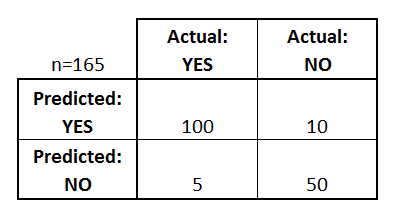 Actual: Actual:
n=165 YES NO
Predicted:
YES 100 10
Predicted:
NO 5 50